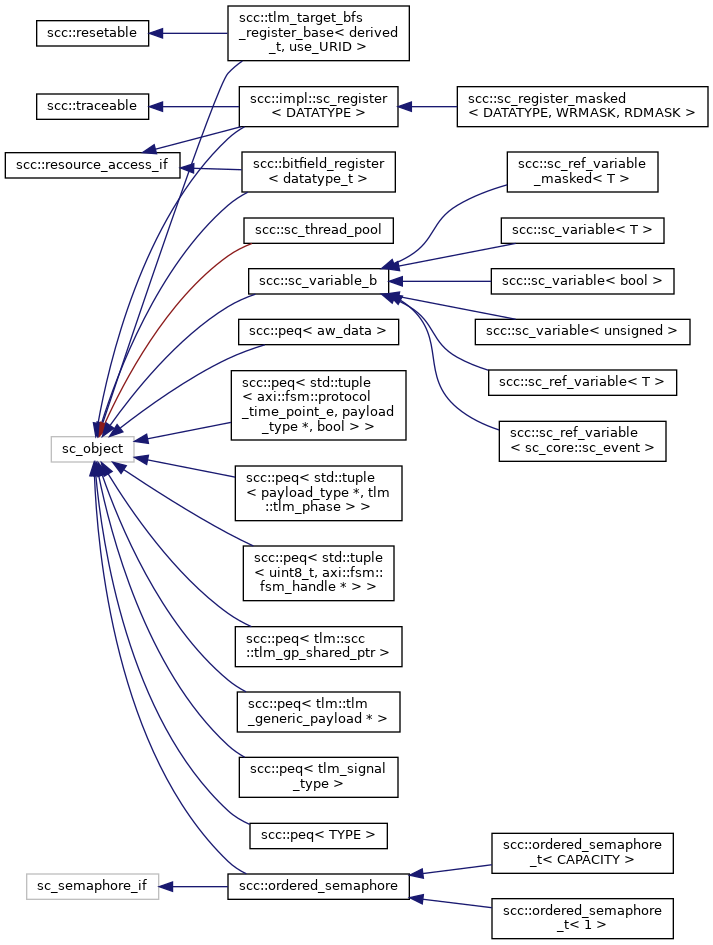 scc::resetable
scc::tlm_target_bfs
_register_base< derived
_t, use_URID >
scc::traceable
scc::impl::sc_register
< DATATYPE >
scc::sc_register_masked
< DATATYPE, WRMASK, RDMASK >
scc::resource_access_if
scc::bitfield_register
< datatype_t >
scc::sc_ref_variable
_masked< T >
scc::sc_thread_pool
scc::sc_variable< T >
scc::sc_variable_b
scc::sc_variable< bool >
scc::peq< aw_data >
scc::sc_variable< unsigned >
scc::peq< std::tuple
< axi::fsm::protocol
_time_point_e, payload
_type *, bool > >
scc::sc_ref_variable< T >
scc::sc_ref_variable
< sc_core::sc_event >
sc_object
scc::peq< std::tuple
< payload_type *, tlm
::tlm_phase > >
scc::peq< std::tuple
< uint8_t, axi::fsm::
fsm_handle * > >
scc::peq< tlm::scc
::tlm_gp_shared_ptr >
scc::peq< tlm::tlm
_generic_payload * >
scc::peq< tlm_signal
_type >
scc::peq< TYPE >
scc::ordered_semaphore
_t< CAPACITY >
sc_semaphore_if
scc::ordered_semaphore
scc::ordered_semaphore
_t< 1 >